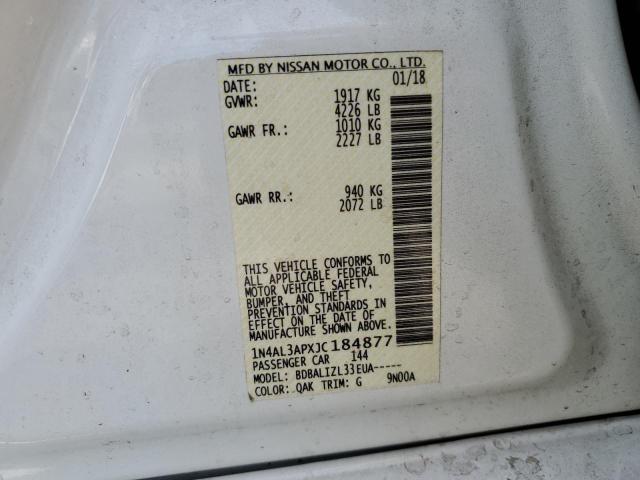 MFD BY NISSAN MOTOR CO., LTD.
DATE: 01/18
GVWR: 1917 KG
4226 LB
GAWR FR.: 1010 KG
2227 LB
GAWR RR.: 940 KG
2072 LB
THIS VEHICLE CONFORMS TO
ALL APPLICABLE FEDERAL
MOTOR VEHICLE SAFETY,
BUMPER, AND THEFT
PREVENTION STANDARDS IN
EFFECT ON THE DATE OF
MANUFACTURE SHOWN ABOVE.
1N4AL3APXJC184877
PASSENGER CAR 144
MODEL: BDBALIZL33EUA-----
COLOR: QAK TRIM: G 9N00A